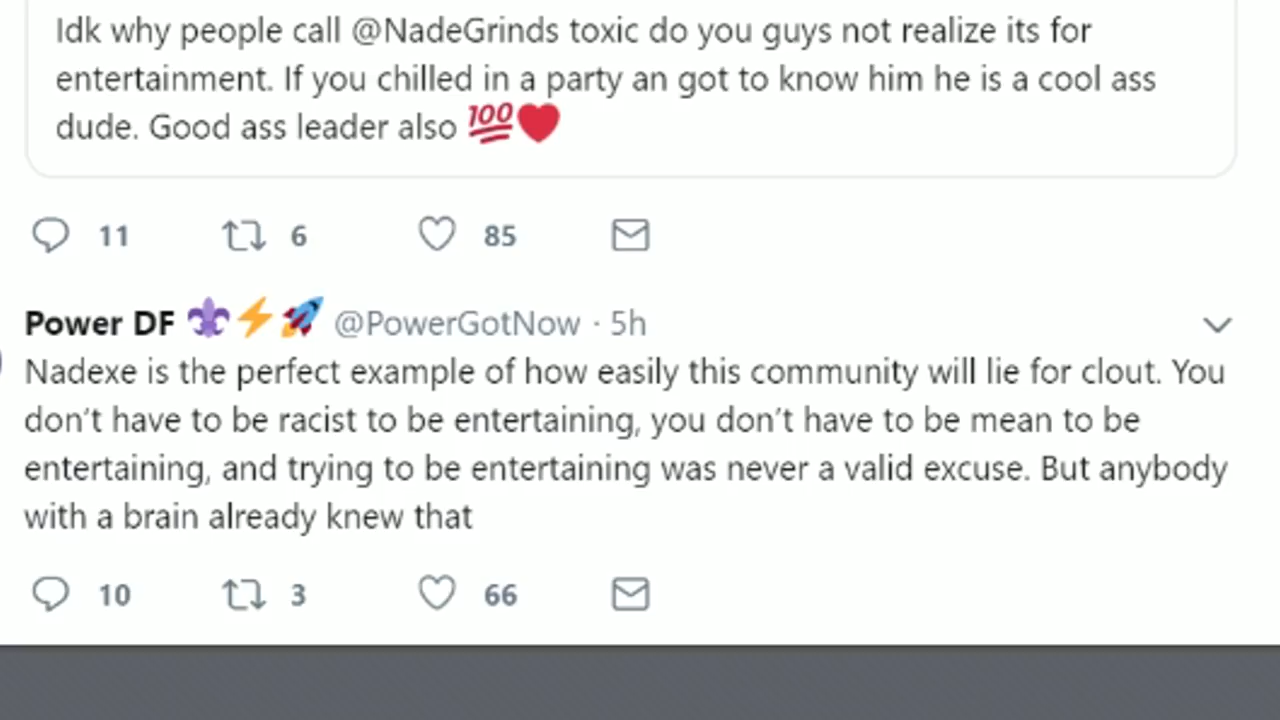 Idk why people call @NadeGrinds toxic do you guys not realize its for
entertainment. If you chilled in a party an got to know him he is a cool ass
dude. Good ass leader also 💯❤️
11 6 85
Power DF ⚜️⚡🚀 @PowerGotNow · 5h
Nadexe is the perfect example of how easily this community will lie for clout. You
don’t have to be racist to be entertaining, you don’t have to be mean to be
entertaining, and trying to be entertaining was never a valid excuse. But anybody
with a brain already knew that
10 3 66